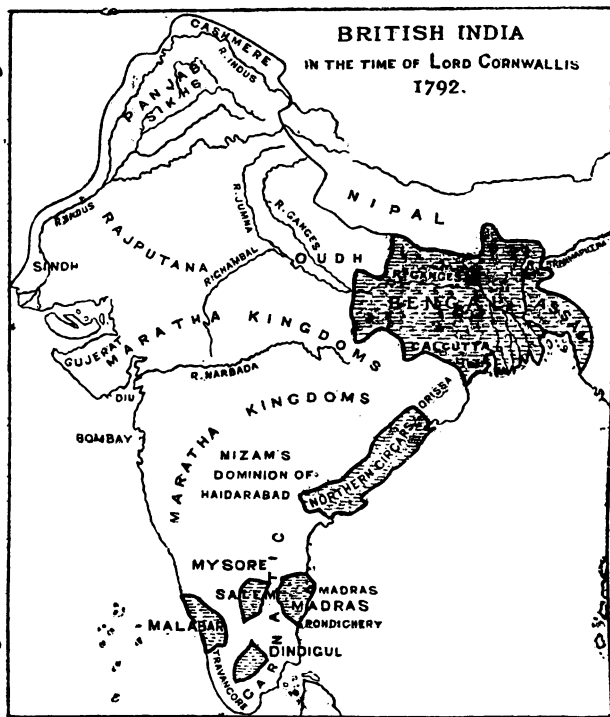 BRITISH INDIA
IN THE TIME OF LORD CORNWALLIS
1792.
CASHMERE
R. INDUS
PANJAB
SIKHS
NIPAL
R. INDUS
RAJPUTANA
R. JUMNA
R. GANGES
OUDH
R. CHAMBAL
SINDH
R. GANGES
BENGAL
ASSAM
CALCUTTA
GUJERAT
MARATHA KINGDOMS
R. NARBADA
DIU
ORISSA
BOMBAY
MARATHA KINGDOMS
NIZAM'S
DOMINION OF
HAIDARABAD
NORTHERN CIRCARS
MYSORE
SALEM
CARNATIC
MADRAS
MADRAS
MALABAR
DINDIGUL
TRAVANCORE